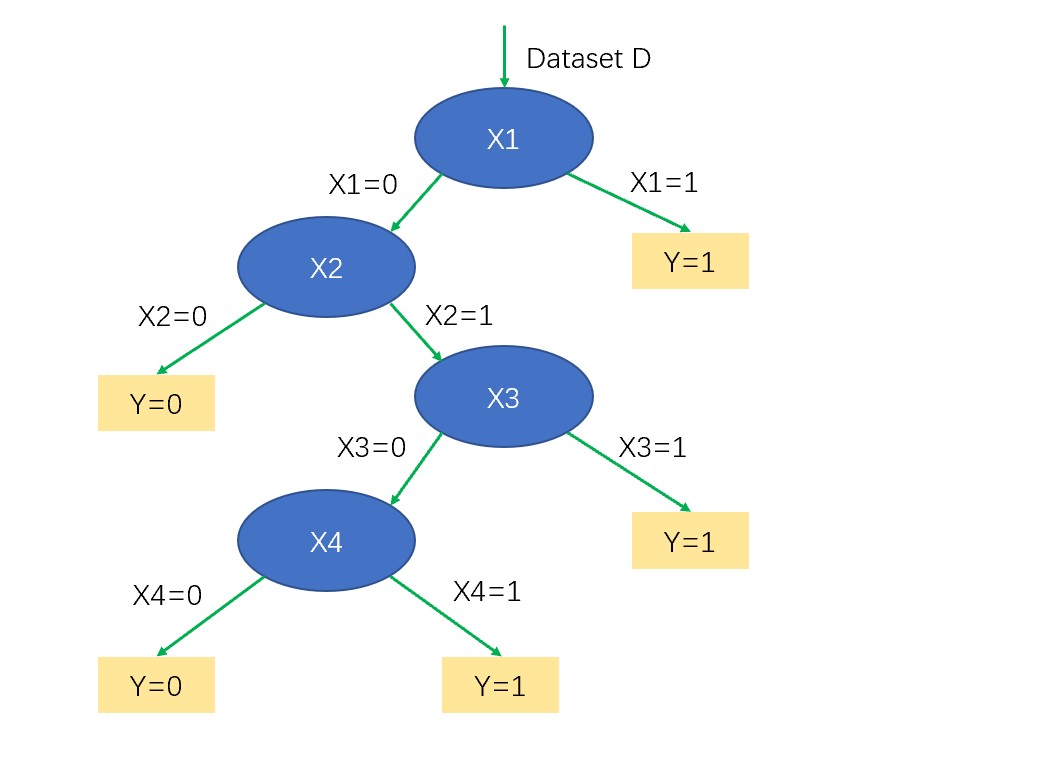 Dataset D
X1
X1=0
X1=1
X2
Y=1
X2=0
X2=1
Y=0
X3
X3=0
X3=1
X4
Y=1
X4=0
X4=1
Y=0
Y=1